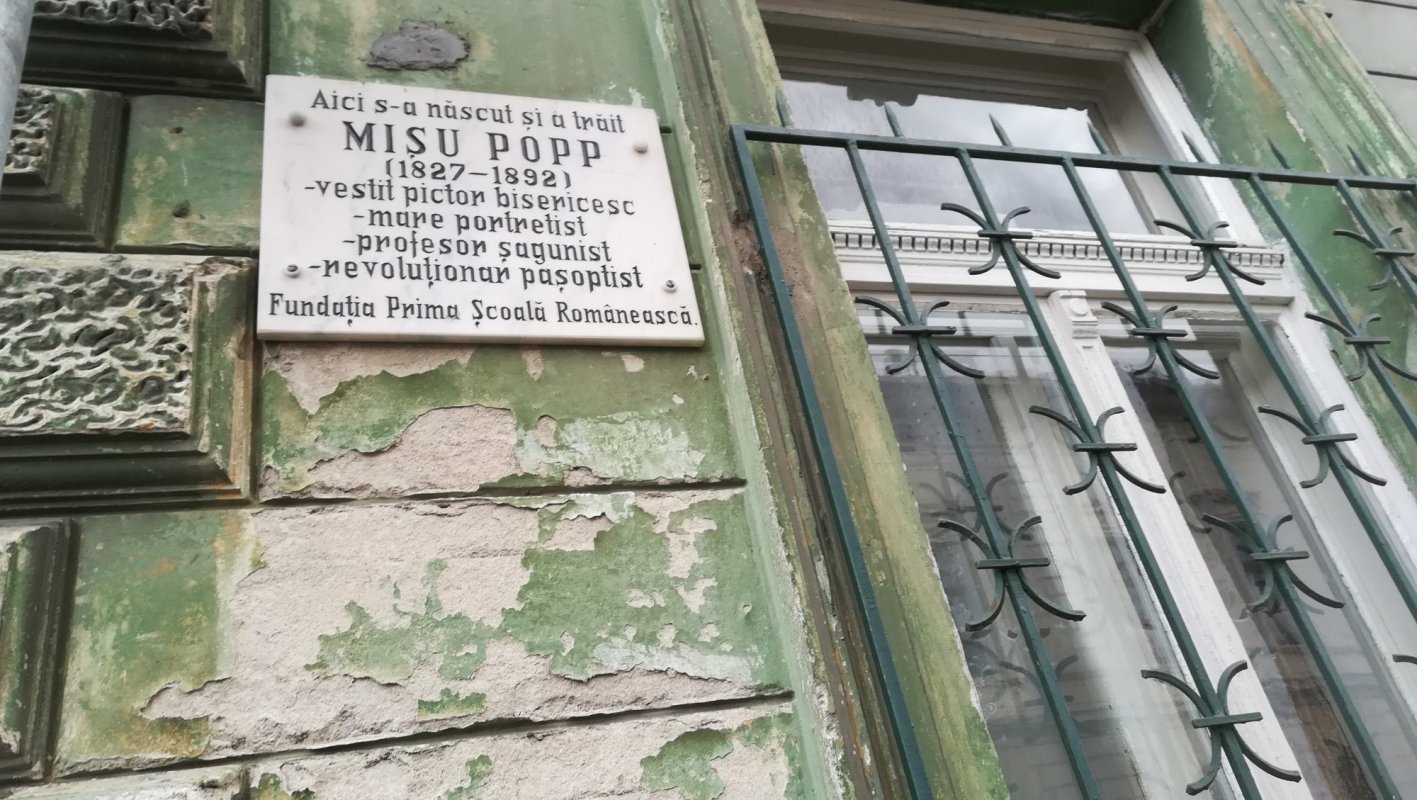 Aici s-a născut și a trăit
MIȘU POPP
(1827-1892)
-vestit pictor bisericesc
-mare portretist
-profesor șagunist
-revoluționar pașoptist
Fundația Prima Școală Românească.